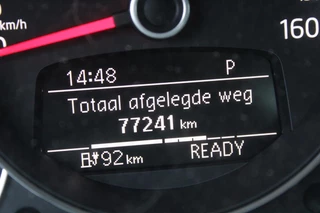 km/h
160
14:48 P
Totaal afgelegde weg
77241 km
92 km READY